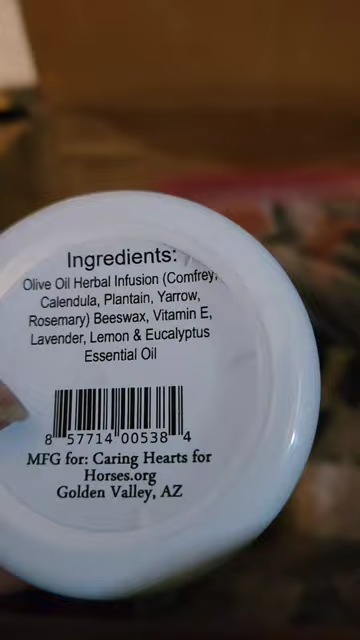 Ingredients:
Olive Oil Herbal Infusion (Comfrey,
Calendula, Plantain, Yarrow,
Rosemary) Beeswax, Vitamin E,
Lavender, Lemon & Eucalyptus
Essential Oil
8 57714 00538 4
MFG for: Caring Hearts for
Horses.org
Golden Valley, AZ